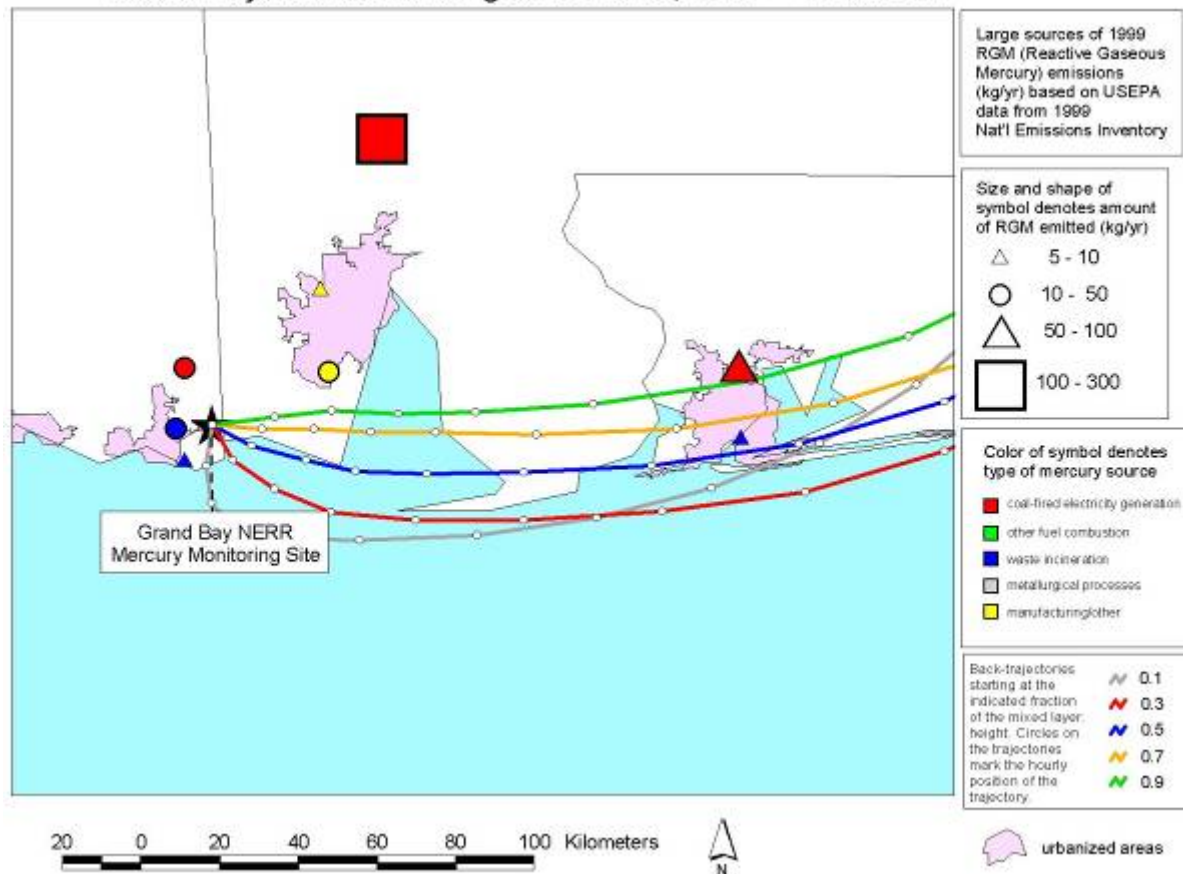 Large sources of 1999
RGM (Reactive Gaseous
Mercury) emissions
(kg/yr) based on USEPA
data from 1999
Nat'l Emissions Inventory
Size and shape of
symbol denotes amount
of RGM emitted (kg/yr)
5 - 10
10 - 50
50 - 100
100 - 300
Color of symbol denotes
type of mercury source
coal-fired electricity generation
other fuel combustion
waste incineration
metallurgical processes
manufacturing/other
Back-trajectories
starting at the
indicated fraction
of the mixed layer
height. Circles on
the trajectories
mark the hourly
position of the
trajectory.
0.1
0.3
0.5
0.7
0.9
Grand Bay NERR
Mercury Monitoring Site
20 0 20 40 60 80 100 Kilometers
N
urbanized areas